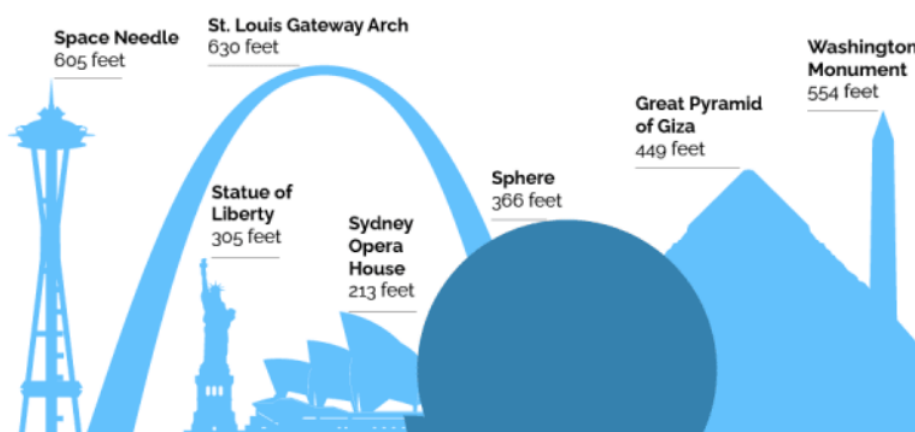 Space Needle
605 feet
St. Louis Gateway Arch
630 feet
Statue of
Liberty
305 feet
Sydney
Opera
House
213 feet
Sphere
366 feet
Great Pyramid
of Giza
449 feet
Washington
Monument
554 feet